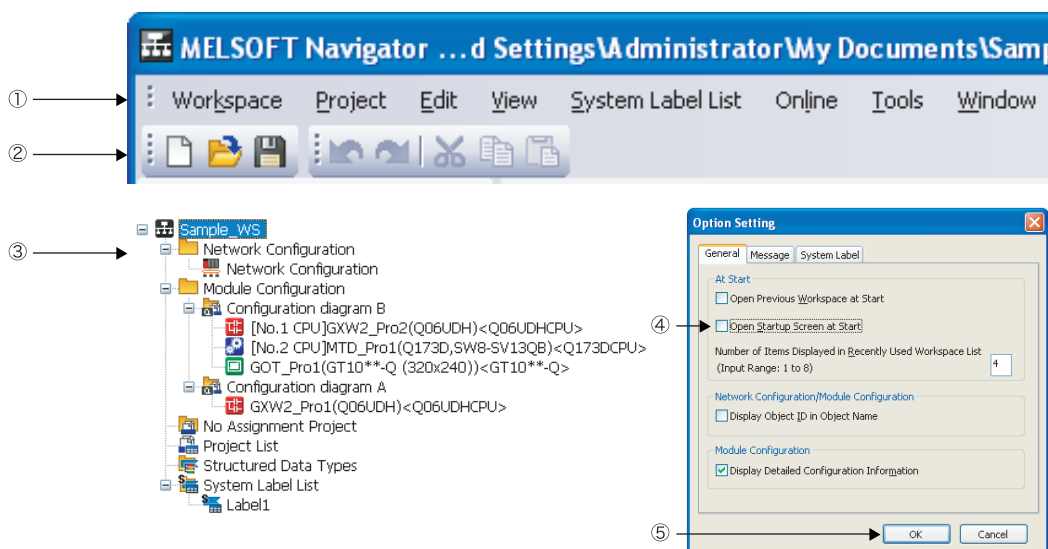 MELSOFT Navigator ...d Settings\Administrator\My Documents\Samp
① Workspace Project Edit View System Label List Online Tools Window
②
③ Sample_WS
Network Configuration
Network Configuration
Module Configuration
Configuration diagram B
[No.1 CPU]GXW2_Pro2(Q06UDH)<Q06UDHCPU>
[No.2 CPU]MTD_Pro1(Q173D,SW8-SV13QB)<Q173DCPU>
GOT_Pro1(GT10**-Q (320x240))<GT10**-Q>
Configuration diagram A
GXW2_Pro1(Q06UDH)<Q06UDHCPU>
No Assignment Project
Project List
Structured Data Types
System Label List
Label1
Option Setting
General Message System Label
At Start
Open Previous Workspace at Start
④ Open Startup Screen at Start
Number of Items Displayed in Recently Used Workspace List
(Input Range: 1 to 8) 4
Network Configuration/Module Configuration
Display Object ID in Object Name
Module Configuration
Display Detailed Configuration Information
⑤ OK Cancel